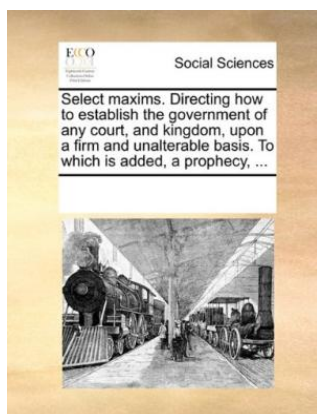 ECCO
Social Sciences
Select maxims. Directing how
to establish the government of
any court, and kingdom, upon
a firm and unalterable basis. To
which is added, a prophecy, ...